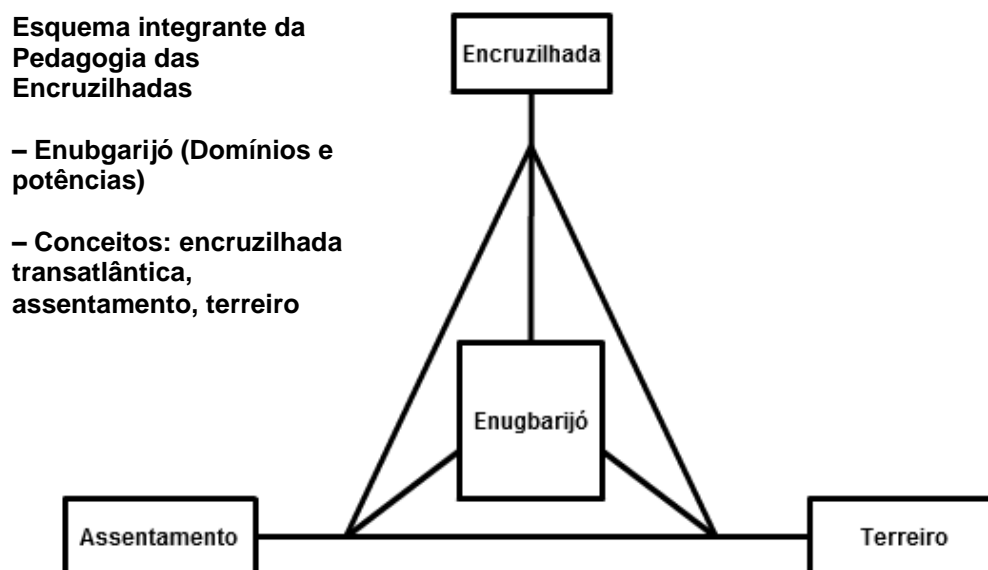 Esquema integrante da
Pedagogia das
Encruzilhadas
– Enubgarijó (Domínios e
potências)
– Conceitos: encruzilhada
transatlântica,
assentamento, terreiro
Encruzilhada
Enugbarijó
Assentamento
Terreiro